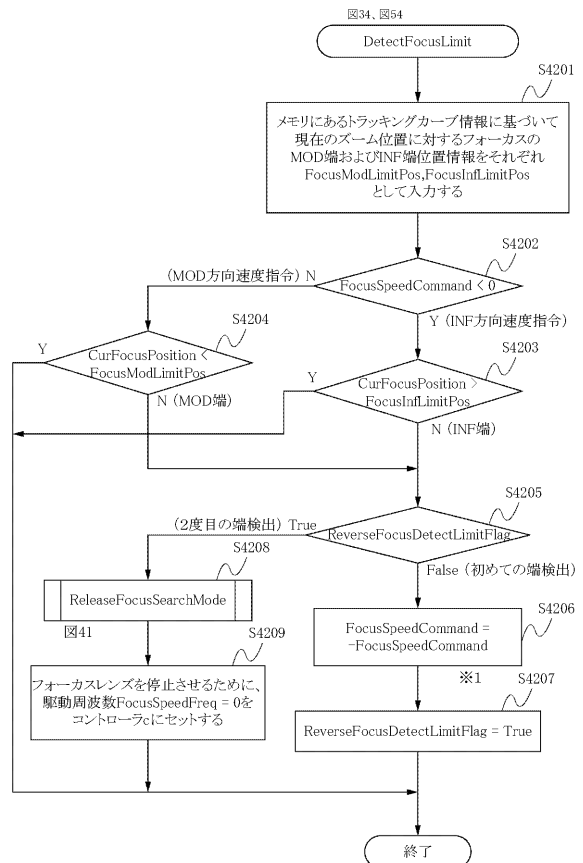 図34、図54
DetectFocusLimit
S4201
メモリにあるトラッキングカーブ情報に基づいて
現在のズーム位置に対するフォーカスの
MOD端およびINF端位置情報をそれぞれ
FocusModLimitPos,FocusInfLimitPos
として入力する
S4202
(MOD方向速度指令) N
FocusSpeedCommand < 0
Y (INF方向速度指令)
S4204
Y
CurFocusPosition <
FocusModLimitPos
N (MOD端)
S4203
Y
CurFocusPosition >
FocusInfLimitPos
N (INF端)
S4205
(2度目の端検出) True
ReverseFocusDetectLimitFlag
False (初めての端検出)
S4208
ReleaseFocusSearchMode
図41
S4206
FocusSpeedCommand =
-FocusSpeedCommand
※1
S4209
フォーカスレンズを停止させるために、
駆動周波数FocusSpeedFreq = 0を
コントローラcにセットする
S4207
ReverseFocusDetectLimitFlag = True
終了